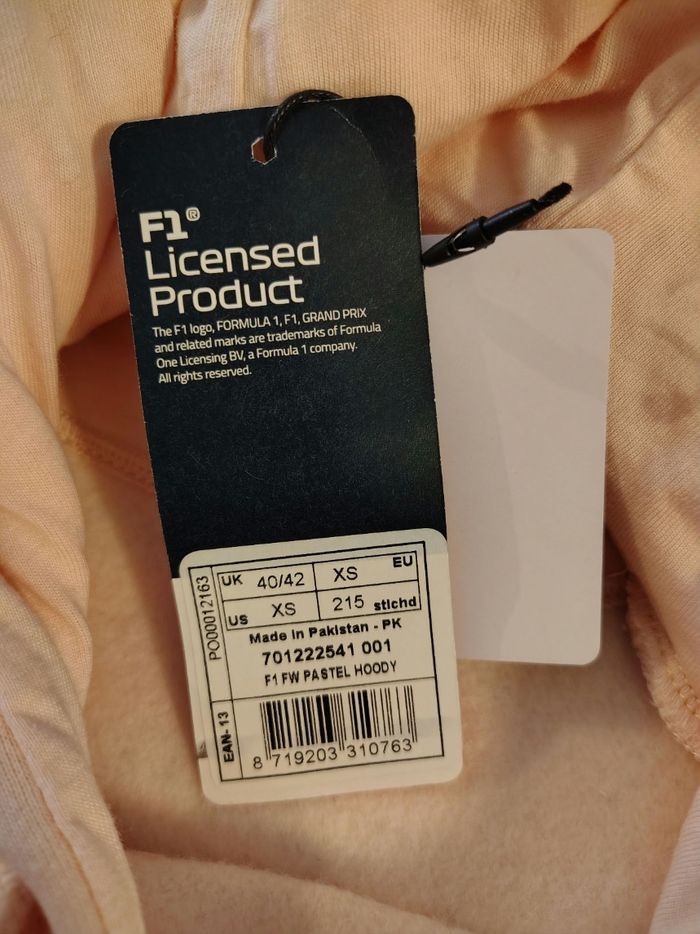 F1®
Licensed
Product
The F1 logo, FORMULA 1, F1, GRAND PRIX
and related marks are trademarks of Formula
One Licensing BV, a Formula 1 company.
All rights reserved.
PO00012163
UK 40/42 XS EU
US XS 215 stichd
Made in Pakistan - PK
701222541 001
F1 FW PASTEL HOODY
EAN-13
8 719203 310763